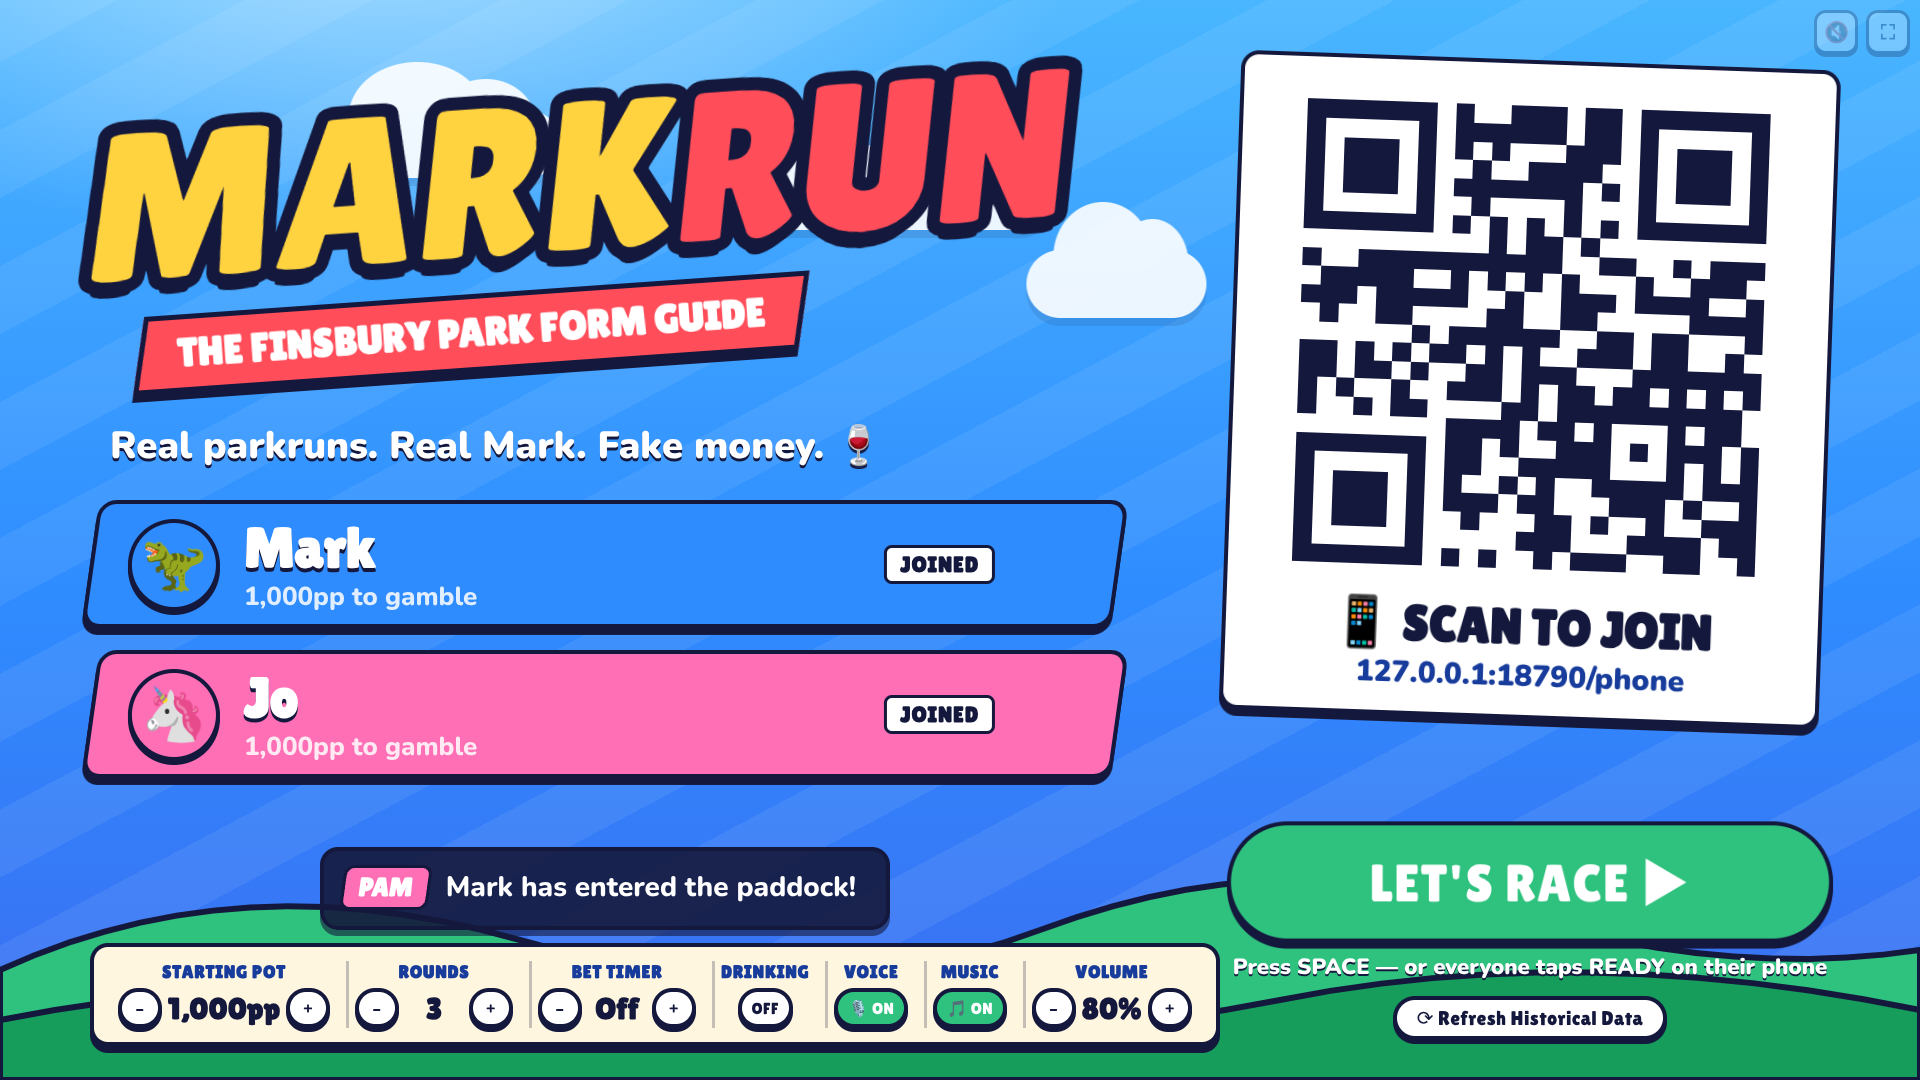 MARKRUN
THE FINSBURY PARK FORM GUIDE
Real parkruns. Real Mark. Fake money.
Mark
1,000pp to gamble
JOINED
Jo
1,000pp to gamble
JOINED
SCAN TO JOIN
127.0.0.1:18790/phone
PAM Mark has entered the paddock!
LET'S RACE
Press SPACE — or everyone taps READY on their phone
Refresh Historical Data
STARTING POT
– 1,000pp +
ROUNDS
– 3 +
BET TIMER
– Off +
DRINKING
OFF
VOICE
ON
MUSIC
ON
VOLUME
– 80% +